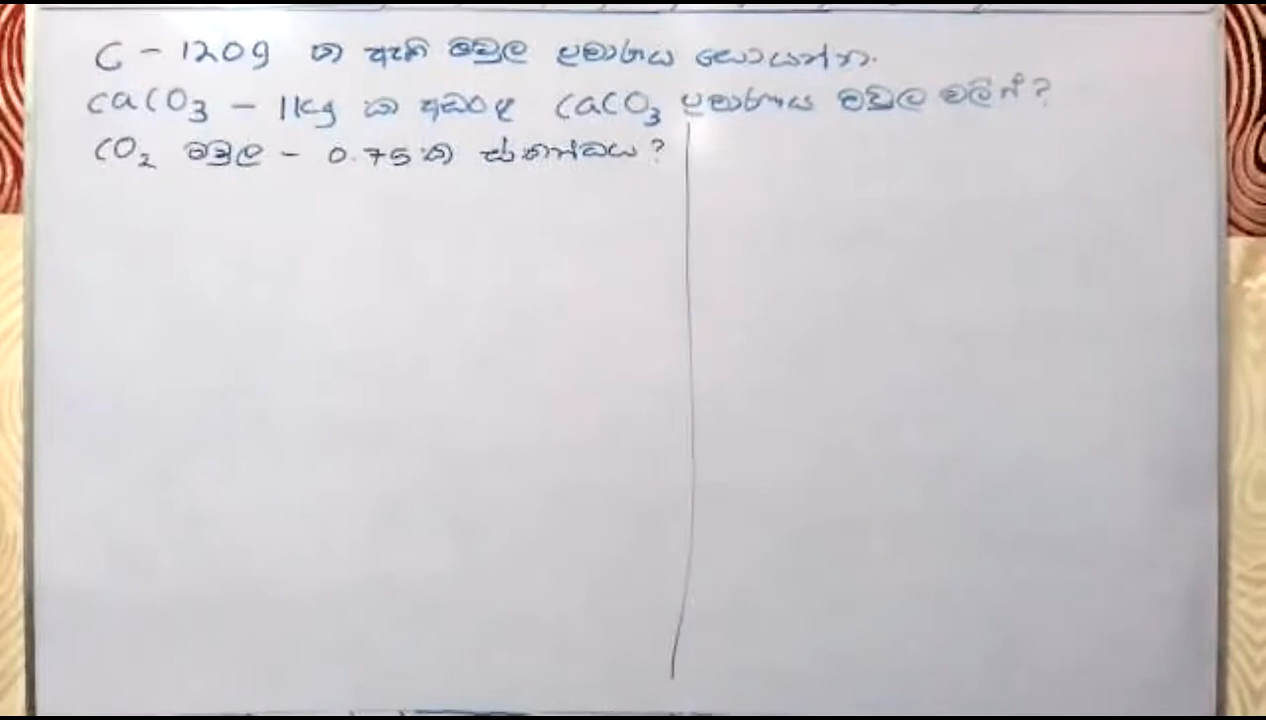 C - 120g ක ඇති මවුල ප්‍රමාණය සොයන්න.
CaCO3 - 1Kg ක අඩංගු CaCO3 ප්‍රමාණය මවුල වලින්?
CO2 මවුල - 0.75 ක ස්කන්ධය?